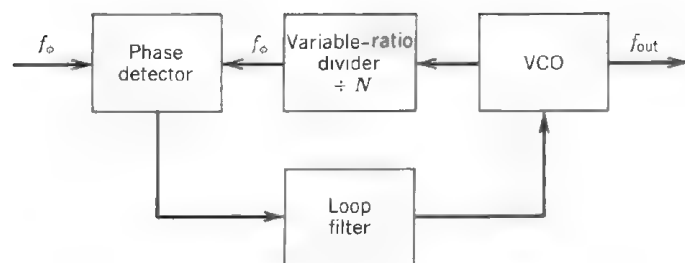 f_φ
Phase
detector
f_φ
Variable-ratio
divider
÷ N
VCO
f_out
Loop
filter